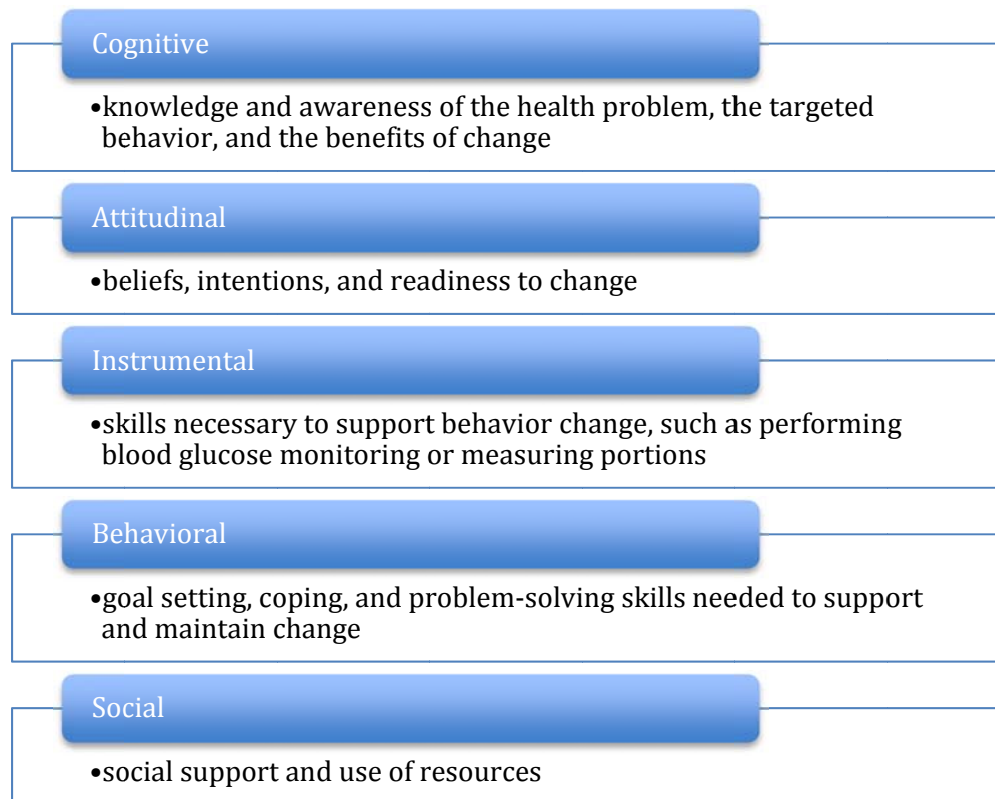 Cognitive
•knowledge and awareness of the health problem, the targeted
behavior, and the benefits of change
Attitudinal
•beliefs, intentions, and readiness to change
Instrumental
•skills necessary to support behavior change, such as performing
blood glucose monitoring or measuring portions
Behavioral
•goal setting, coping, and problem-solving skills needed to support
and maintain change
Social
•social support and use of resources